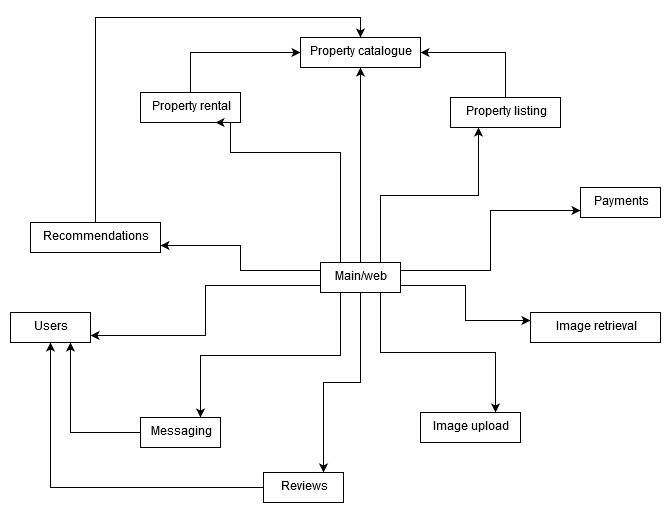 Property catalogue
Property rental
Property listing
Payments
Recommendations
Main/web
Users
Image retrieval
Messaging
Image upload
Reviews